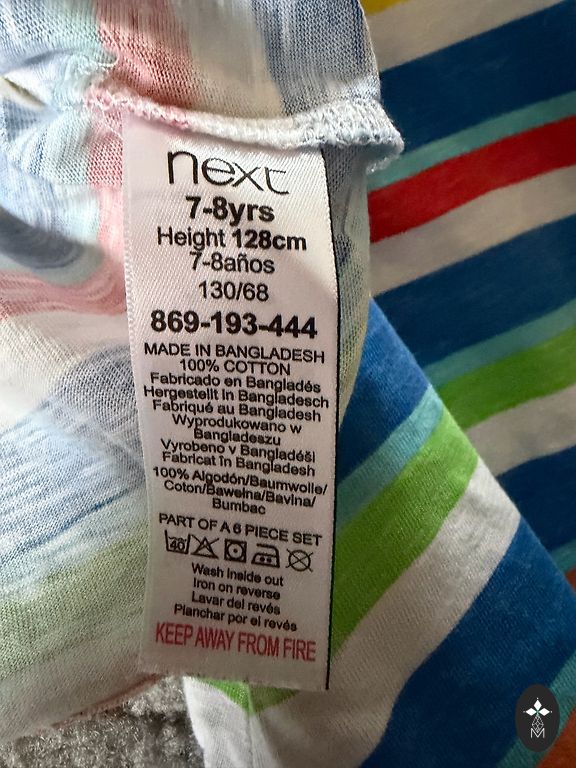 next
7-8yrs
Height 128cm
7-8años
130/68
869-193-444
MADE IN BANGLADESH
100% COTTON
Fabricado en Bangladés
Hergestellt in Bangladesch
Fabriqué au Bangladesh
Wyprodukowano w
Bangladeszu
Vyrobeno v Bangladéši
Fabricat în Bangladesh
100% Algodón/Baumwolle/
Coton/Bawełna/Bavlna/
Bumbac
PART OF A 6 PIECE SET
40
Wash inside out
Iron on reverse
Lavar del revés
Planchar por el revés
KEEP AWAY FROM FIRE